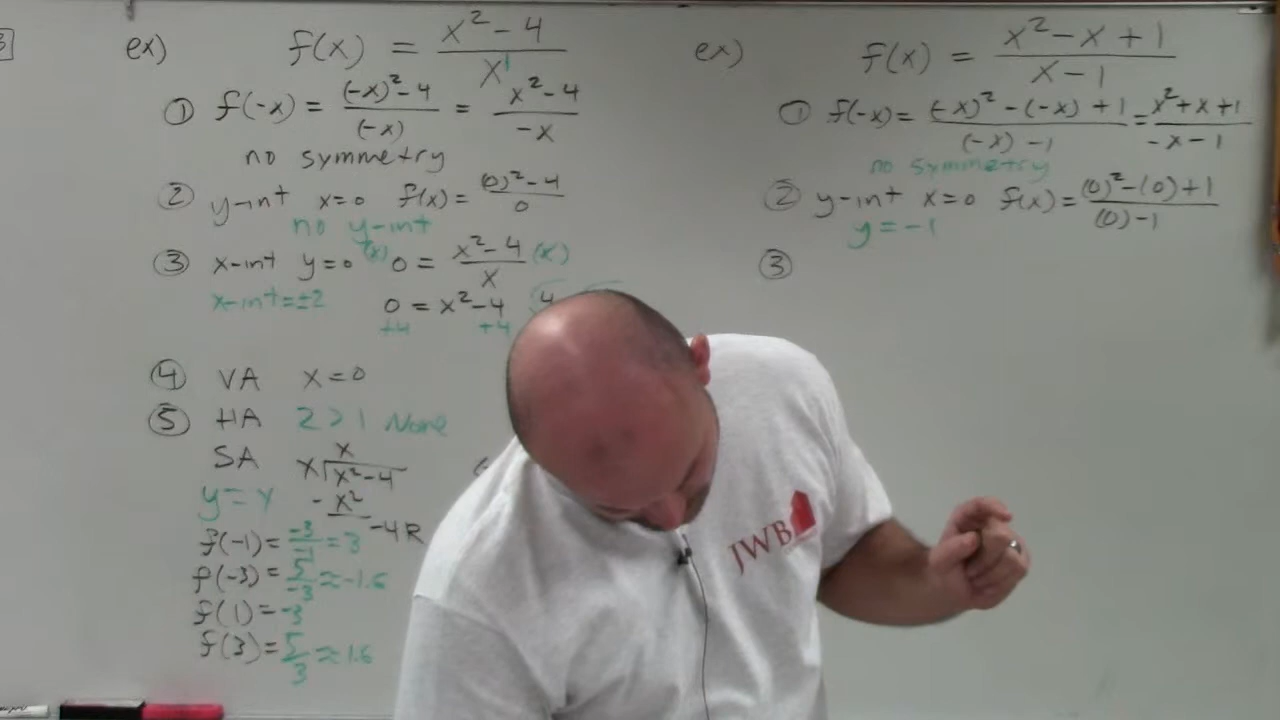 ex) f(x) = x² - 4 / x¹
① f(-x) = (-x)² - 4 / (-x) = x² - 4 / -x
no symmetry
② y-int x=0 f(x) = (0)² - 4 / 0
no y-int
③ x-int y=0 (x) 0 = x² - 4 / x (x)
x-int = ±2 0 = x² - 4
+4 +4
④ VA x = 0
⑤ HA 2 > 1 None
SA x x² - 4 x
y = x - x²
-4 R
f(-1) = -3 / -1 = 3
f(-3) = 5 / -3 ≈ -1.6
f(1) = -3
f(3) = 5 / 3 ≈ 1.6
ex) f(x) = x² - x + 1 / x - 1
① f(-x) = (-x)² - (-x) + 1 / (-x) - 1 = x² + x + 1 / -x - 1
no symmetry
② y-int x=0 f(x) = (0)² - (0) + 1 / (0) - 1
y = -1
③
JWB